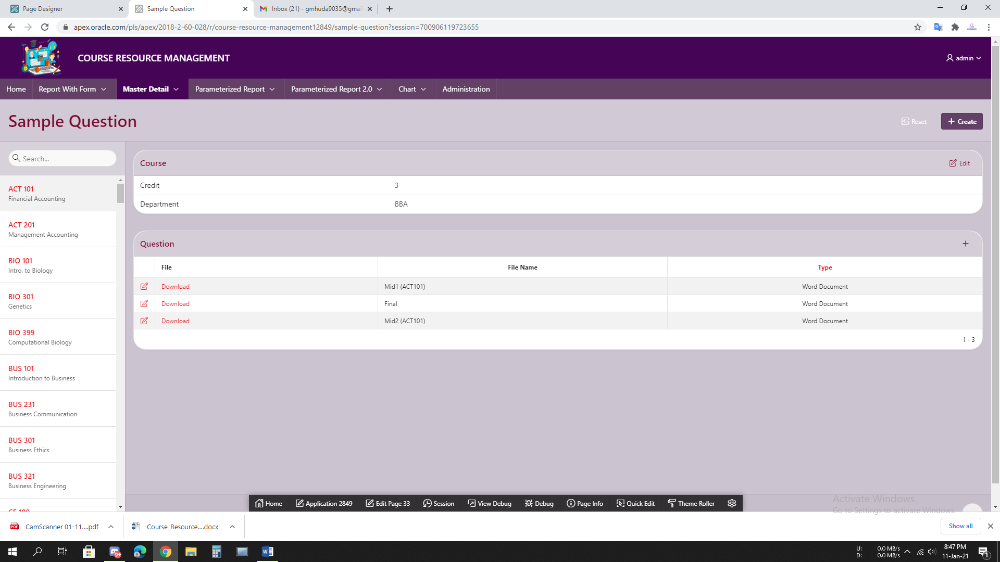 Page Designer
Sample Question
Inbox (21) - gmhuda9035@gmai
apex.oracle.com/pls/apex/2018-2-60-028/r/course-resource-management12849/sample-question?session=700906119723655
COURSE RESOURCE MANAGEMENT
admin
Home
Report With Form
Master Detail
Parameterized Report
Parameterized Report 2.0
Chart
Administration
Sample Question
Reset
Create
Search...
ACT 101
Financial Accounting
ACT 201
Management Accounting
BIO 101
Intro. to Biology
BIO 301
Genetics
BIO 399
Computational Biology
BUS 101
Introduction to Business
BUS 231
Business Communication
BUS 301
Business Ethics
BUS 321
Business Engineering
Course
Edit
Credit 3
Department BBA
Question
File File Name Type
Download Mid1 (ACT101) Word Document
Download Final Word Document
Download Mid2 (ACT101) Word Document
1 - 3
Home
Application 2849
Edit Page 33
Session
View Debug
Debug
Page Info
Quick Edit
Theme Roller
Activate Windows
Go to Settings to activate Windows.
CamScanner 01-11....pdf
Course_Resource....docx
Show all
9+
U: 0.0 MB/s
D: 0.0 MB/s
8:47 PM
11-Jan-21
1